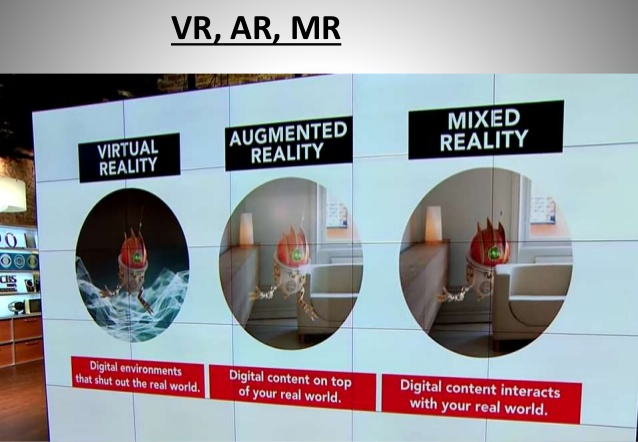 VR, AR, MR
VIRTUAL
REALITY
AUGMENTED
REALITY
MIXED
REALITY
CBS
Digital environments
that shut out the real world.
Digital content on top
of your real world.
Digital content interacts
with your real world.